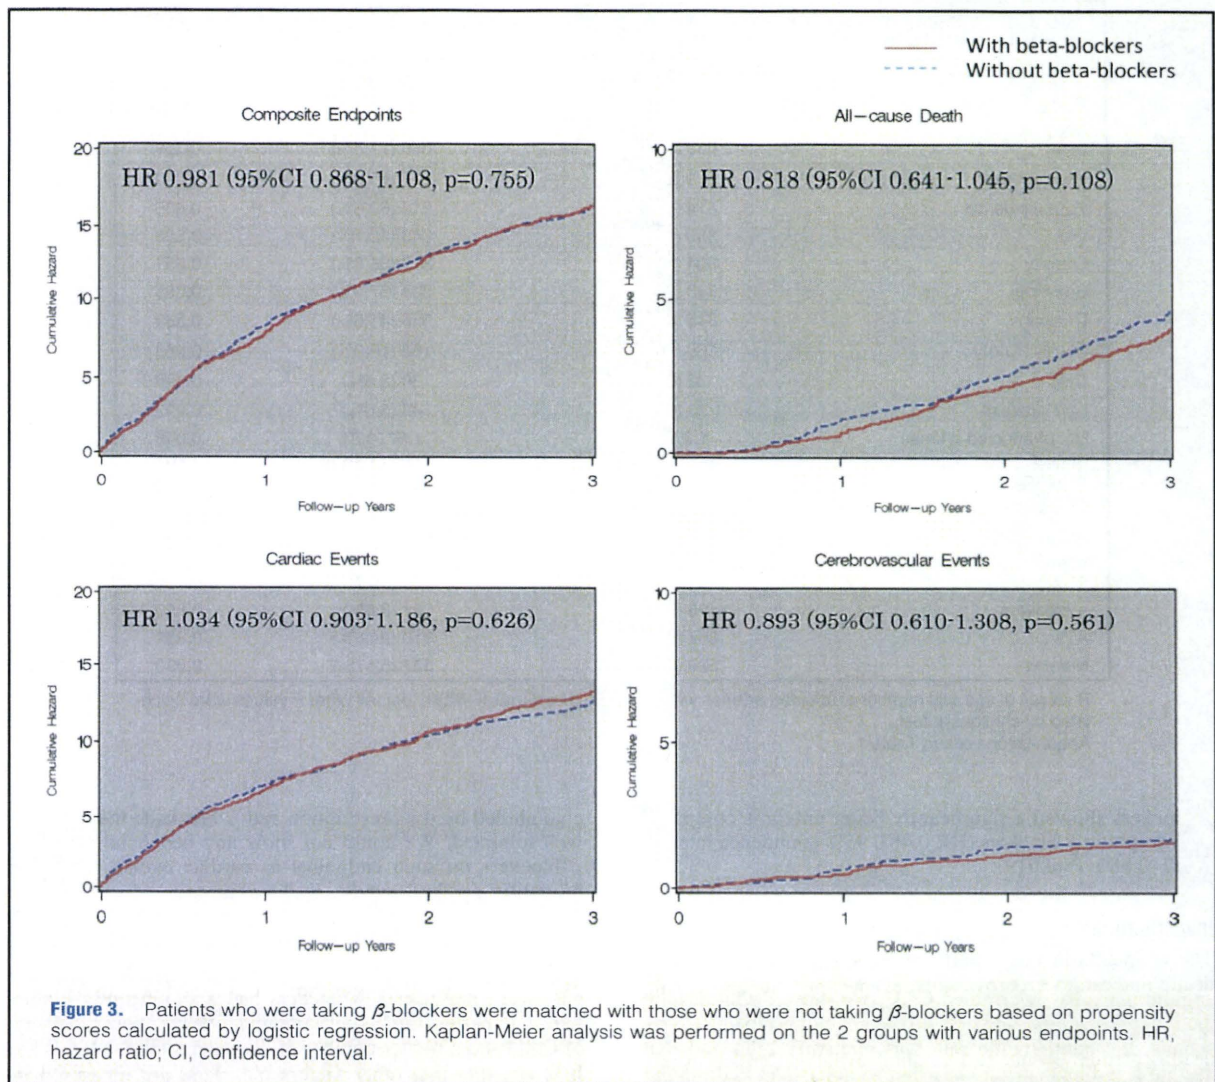 With beta-blockers
Without beta-blockers
Composite Endpoints
20
15
10
5
0
HR 0.981 (95%CI 0.868-1.108, p=0.755)
Cumulative Hazard
0 1 2 3
Follow-up Years
All-cause Death
10
5
0
HR 0.818 (95%CI 0.641-1.045, p=0.108)
Cumulative Hazard
0 1 2 3
Follow-up Years
Cardiac Events
20
15
10
5
0
HR 1.034 (95%CI 0.903-1.186, p=0.626)
Cumulative Hazard
0 1 2 3
Follow-up Years
Cerebrovascular Events
10
5
0
HR 0.893 (95%CI 0.610-1.308, p=0.561)
Cumulative Hazard
0 1 2 3
Follow-up Years
Figure 3. Patients who were taking β-blockers were matched with those who were not taking β-blockers based on propensity
scores calculated by logistic regression. Kaplan-Meier analysis was performed on the 2 groups with various endpoints. HR,
hazard ratio; CI, confidence interval.